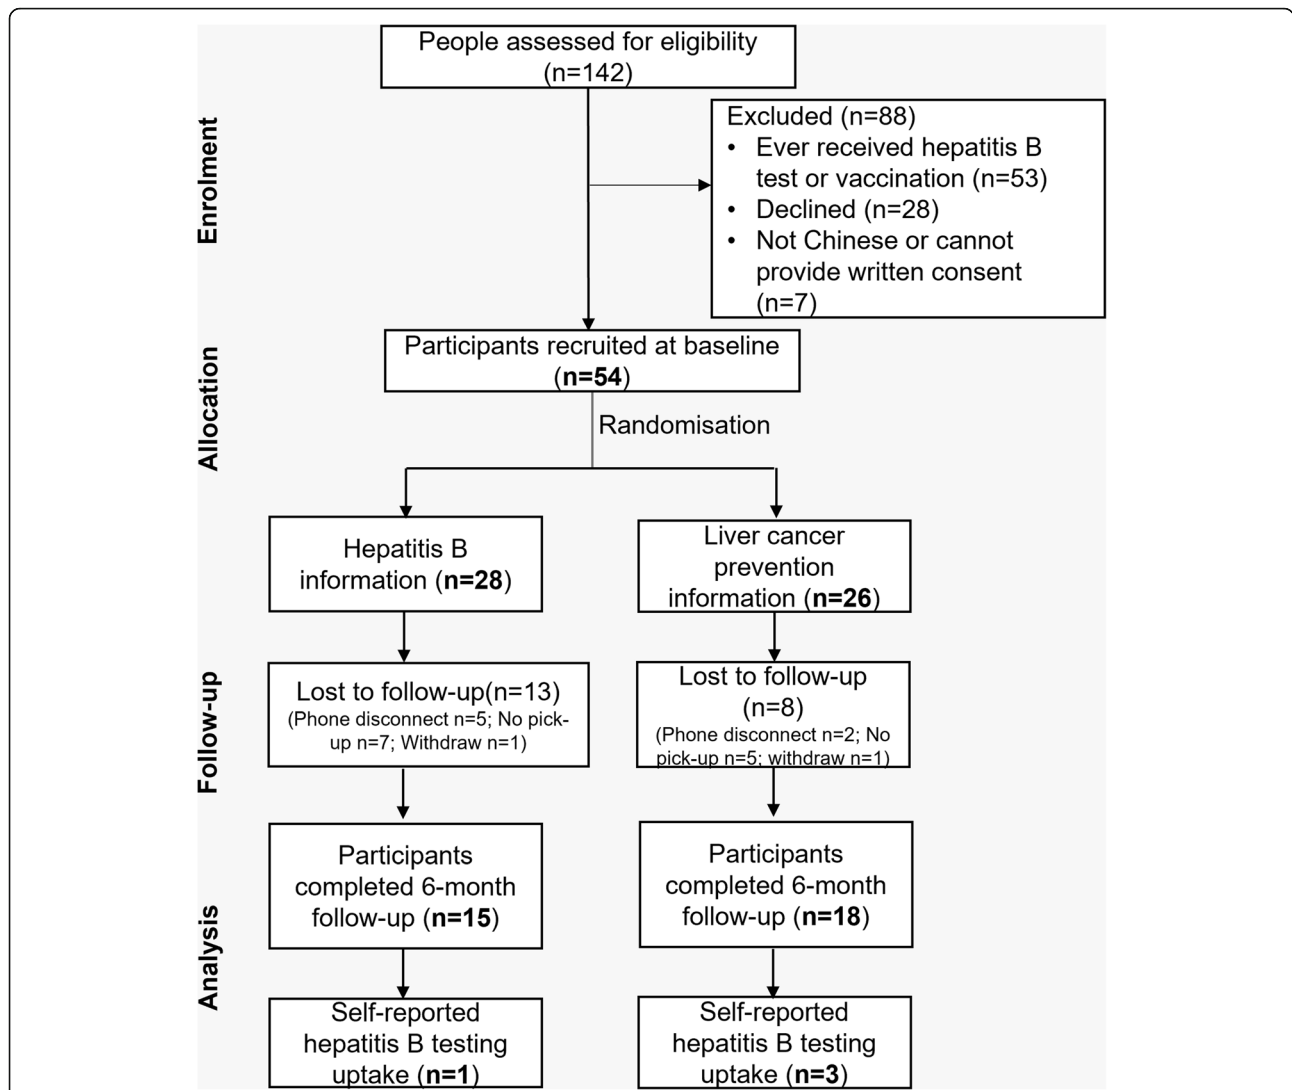 People assessed for eligibility
(n=142)
Enrolment
Excluded (n=88)
• Ever received hepatitis B
test or vaccination (n=53)
• Declined (n=28)
• Not Chinese or cannot
provide written consent
(n=7)
Participants recruited at baseline
(n=54)
Allocation
Randomisation
Hepatitis B
information (n=28)
Liver cancer
prevention
information (n=26)
Follow-up
Lost to follow-up(n=13)
(Phone disconnect n=5; No pick-
up n=7; Withdraw n=1)
Lost to follow-up
(n=8)
(Phone disconnect n=2; No
pick-up n=5; withdraw n=1)
Participants
completed 6-month
follow-up (n=15)
Participants
completed 6-month
follow-up (n=18)
Analysis
Self-reported
hepatitis B testing
uptake (n=1)
Self-reported
hepatitis B testing
uptake (n=3)